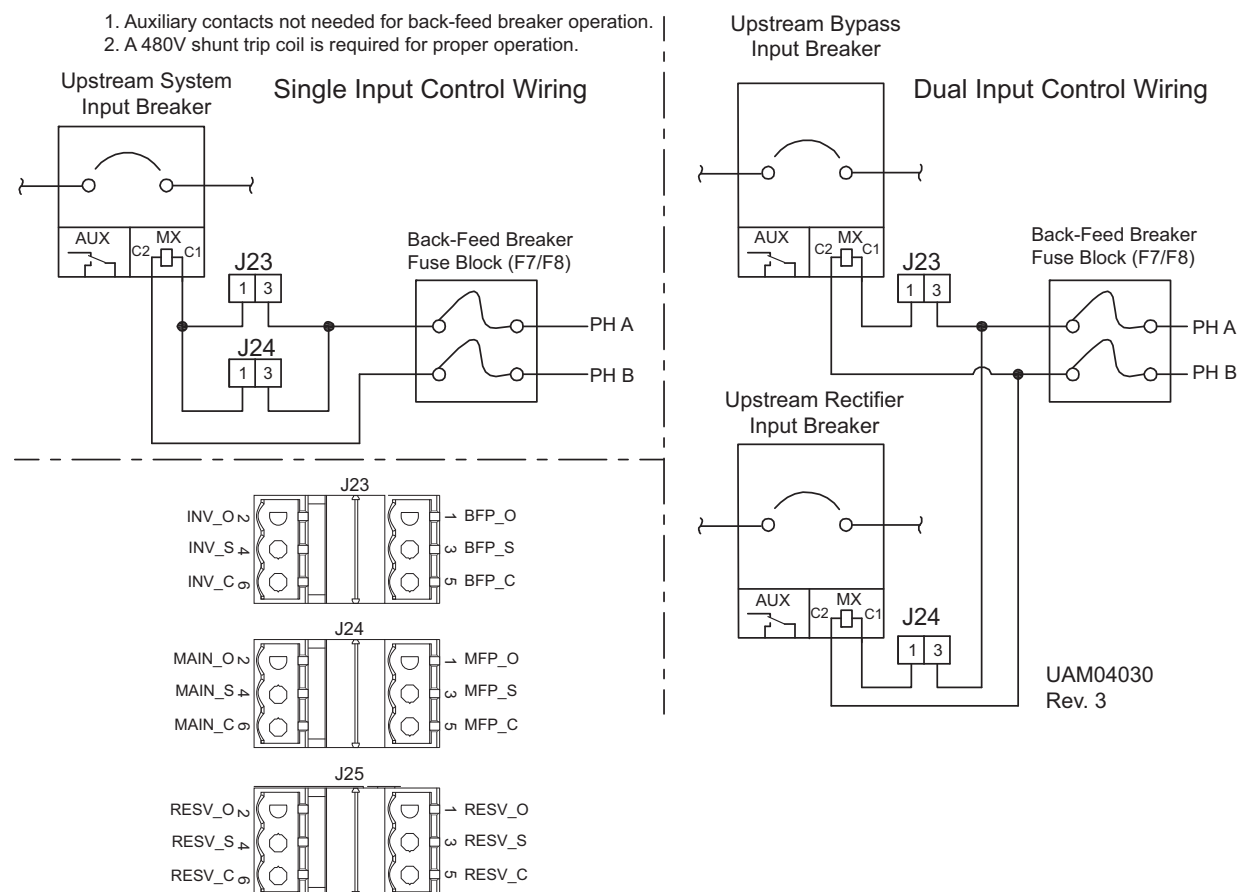 1. Auxiliary contacts not needed for back-feed breaker operation.
2. A 480V shunt trip coil is required for proper operation.
Upstream System
Input Breaker
Single Input Control Wiring
AUX
C2
MX
C1
J23
1 3
J24
1 3
Back-Feed Breaker
Fuse Block (F7/F8)
PH A
PH B
Upstream Bypass
Input Breaker
Dual Input Control Wiring
AUX
C2
MX
C1
J23
1 3
Back-Feed Breaker
Fuse Block (F7/F8)
PH A
PH B
Upstream Rectifier
Input Breaker
AUX
C2
MX
C1
J24
1 3
UAM04030
Rev. 3
J23
INV_O 2 1 BFP_O
INV_S 4 3 BFP_S
INV_C 6 5 BFP_C
J24
MAIN_O 2 1 MFP_O
MAIN_S 4 3 MFP_S
MAIN_C 6 5 MFP_C
J25
RESV_O 2 1 RESV_O
RESV_S 4 3 RESV_S
RESV_C 6 5 RESV_C